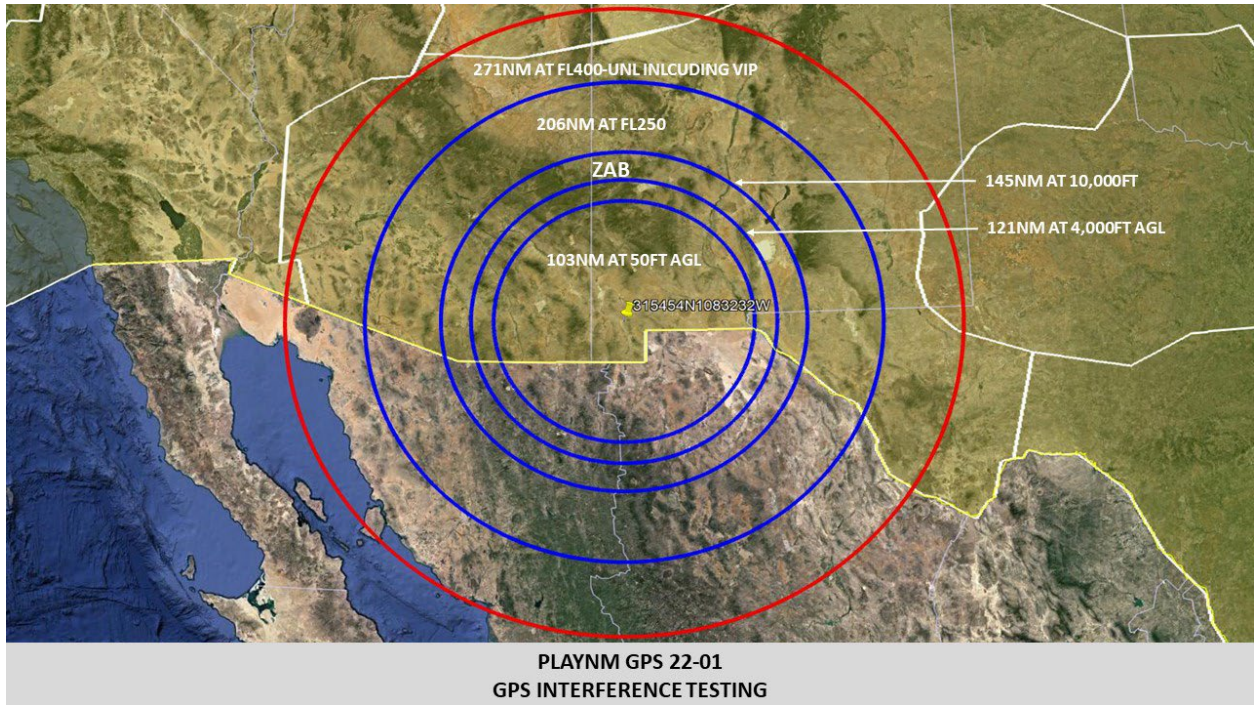 271NM AT FL400-UNL INLCUDING VIP
206NM AT FL250
ZAB
145NM AT 10,000FT
121NM AT 4,000FT AGL
103NM AT 50FT AGL
315454N1083232W
PLAYNM GPS 22-01
GPS INTERFERENCE TESTING